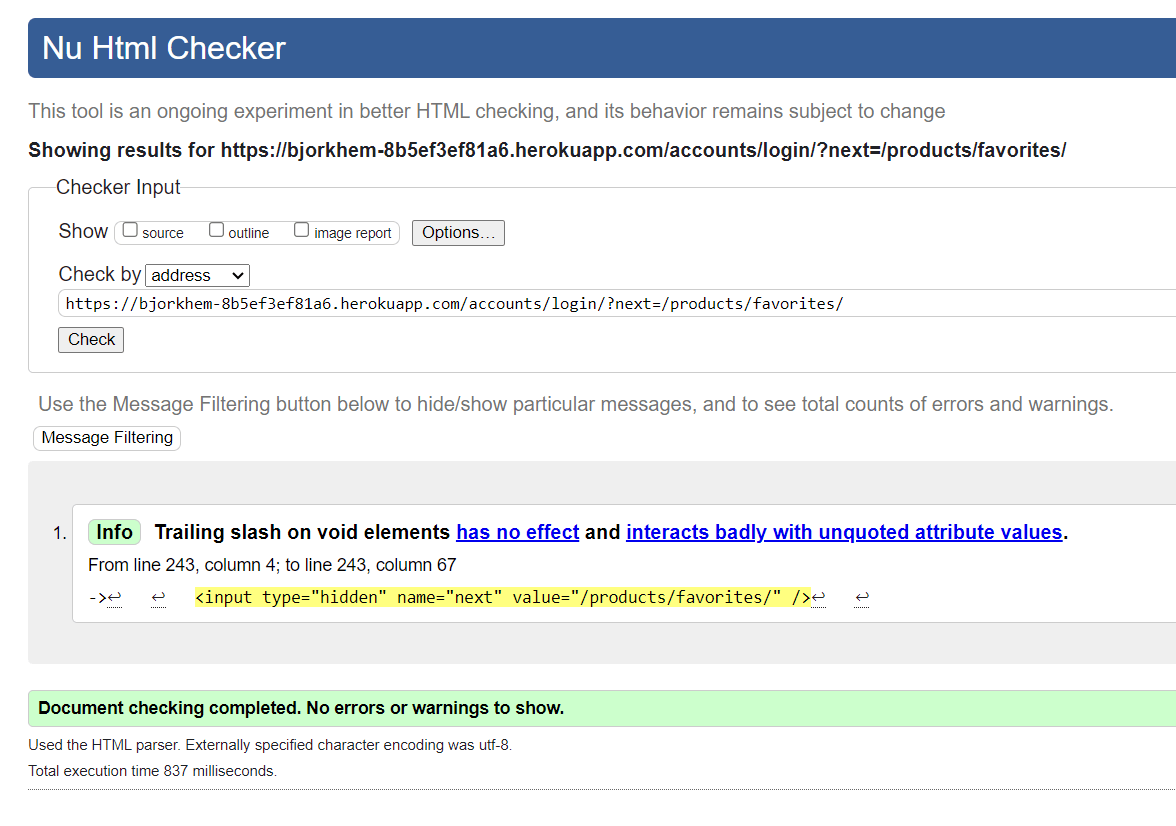 Nu Html Checker
This tool is an ongoing experiment in better HTML checking, and its behavior remains subject to change
Showing results for https://bjorkhem-8b5ef3ef81a6.herokuapp.com/accounts/login/?next=/products/favorites/
Checker Input
Show source outline image report Options...
Check by address
https://bjorkhem-8b5ef3ef81a6.herokuapp.com/accounts/login/?next=/products/favorites/
Check
Use the Message Filtering button below to hide/show particular messages, and to see total counts of errors and warnings.
Message Filtering
1. Info Trailing slash on void elements has no effect and interacts badly with unquoted attribute values.
From line 243, column 4; to line 243, column 67
->↩ ↩ <input type="hidden" name="next" value="/products/favorites/" />↩ ↩
Document checking completed. No errors or warnings to show.
Used the HTML parser. Externally specified character encoding was utf-8.
Total execution time 837 milliseconds.